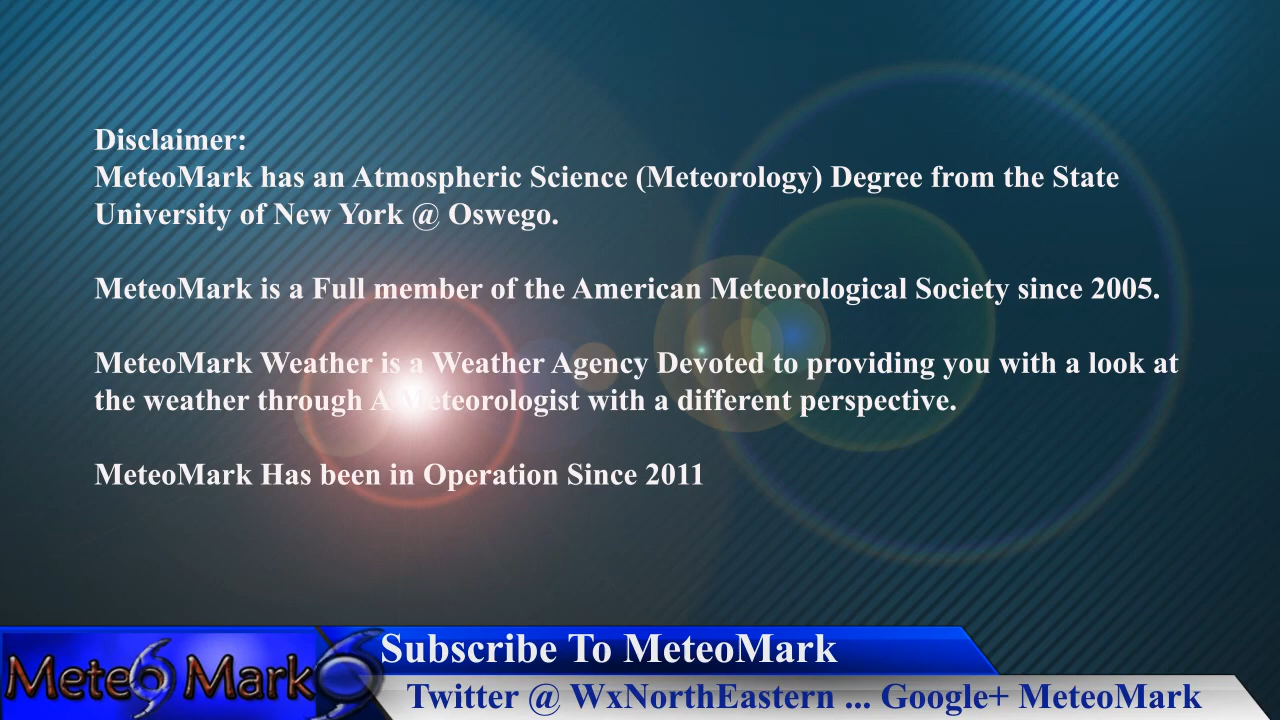 Disclaimer:
MeteoMark has an Atmospheric Science (Meteorology) Degree from the State
University of New York @ Oswego.
MeteoMark is a Full member of the American Meteorological Society since 2005.
MeteoMark Weather is a Weather Agency Devoted to providing you with a look at
the weather through A Meteorologist with a different perspective.
MeteoMark Has been in Operation Since 2011
Subscribe To MeteoMark
Meteo Mark
Twitter @ WxNorthEastern ... Google+ MeteoMark